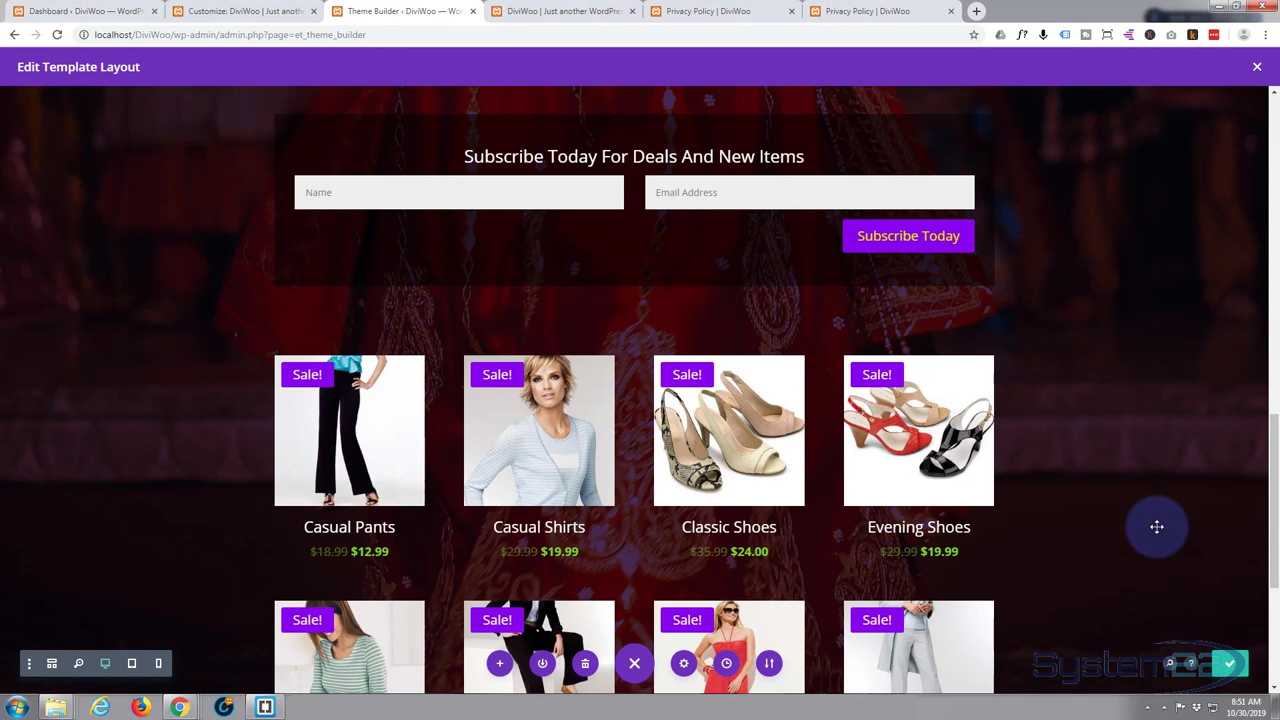 Dashboard ‹ DiviWoo — WordP
Customize: DiviWoo | Just anoth
Theme Builder ‹ DiviWoo — Wo
DiviWoo | Just another WordPres
Privacy Policy | DiviWoo
Privacy Policy | DiviWoo
localhost/DiviWoo/wp-admin/admin.php?page=et_theme_builder
Edit Template Layout
Subscribe Today For Deals And New Items
Name
Email Address
Subscribe Today
Sale!
Sale!
Sale!
Sale!
Casual Pants
Casual Shirts
Classic Shoes
Evening Shoes
$18.99 $12.99
$29.99 $19.99
$35.99 $24.00
$29.99 $19.99
Sale!
Sale!
Sale!
Sale!
System22
8:51 AM
10/30/2019